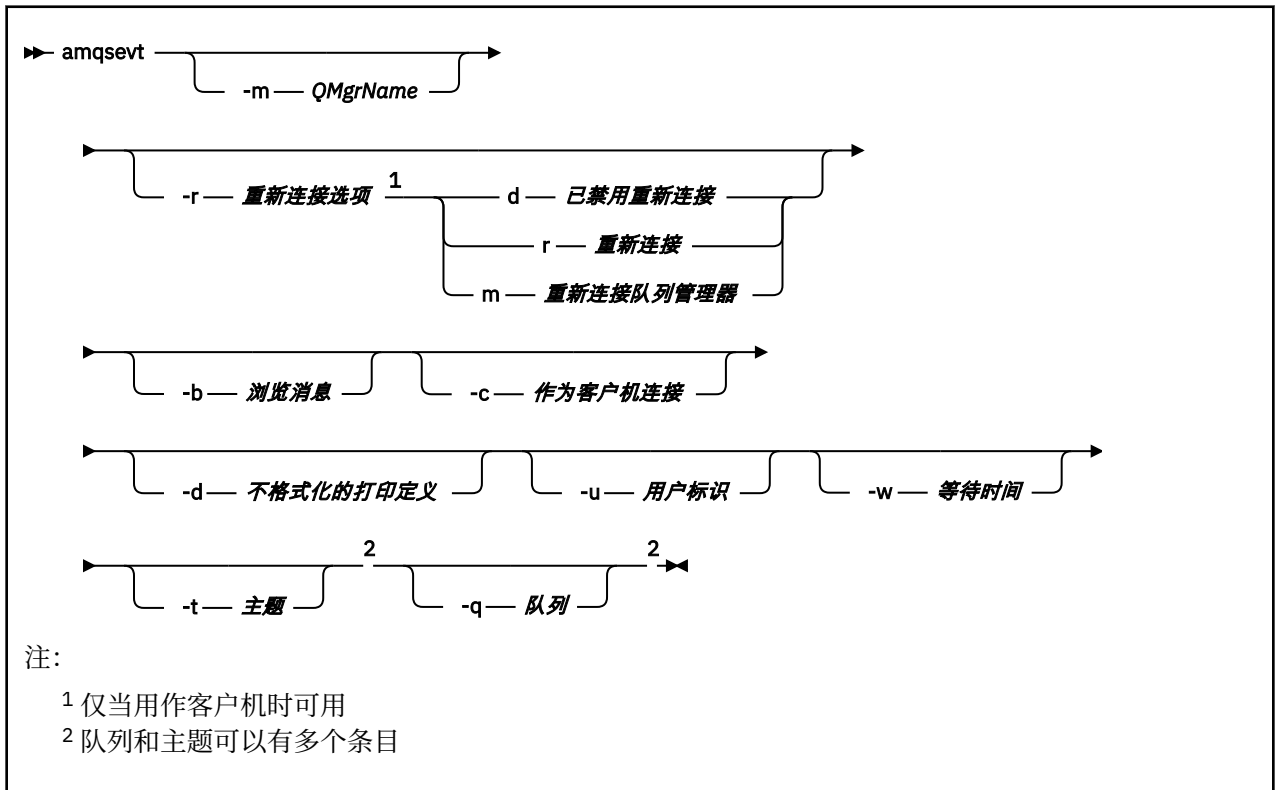 amqsevt
-m QMgrName
-r 重新连接选项 1 d 已禁用重新连接
r 重新连接
m 重新连接队列管理器
-b 浏览消息 -c 作为客户机连接
-d 不格式化的打印定义 -u 用户标识 -w 等待时间
-t 主题 2 -q 队列 2
注:
1 仅当用作客户机时可用
2 队列和主题可以有多个条目